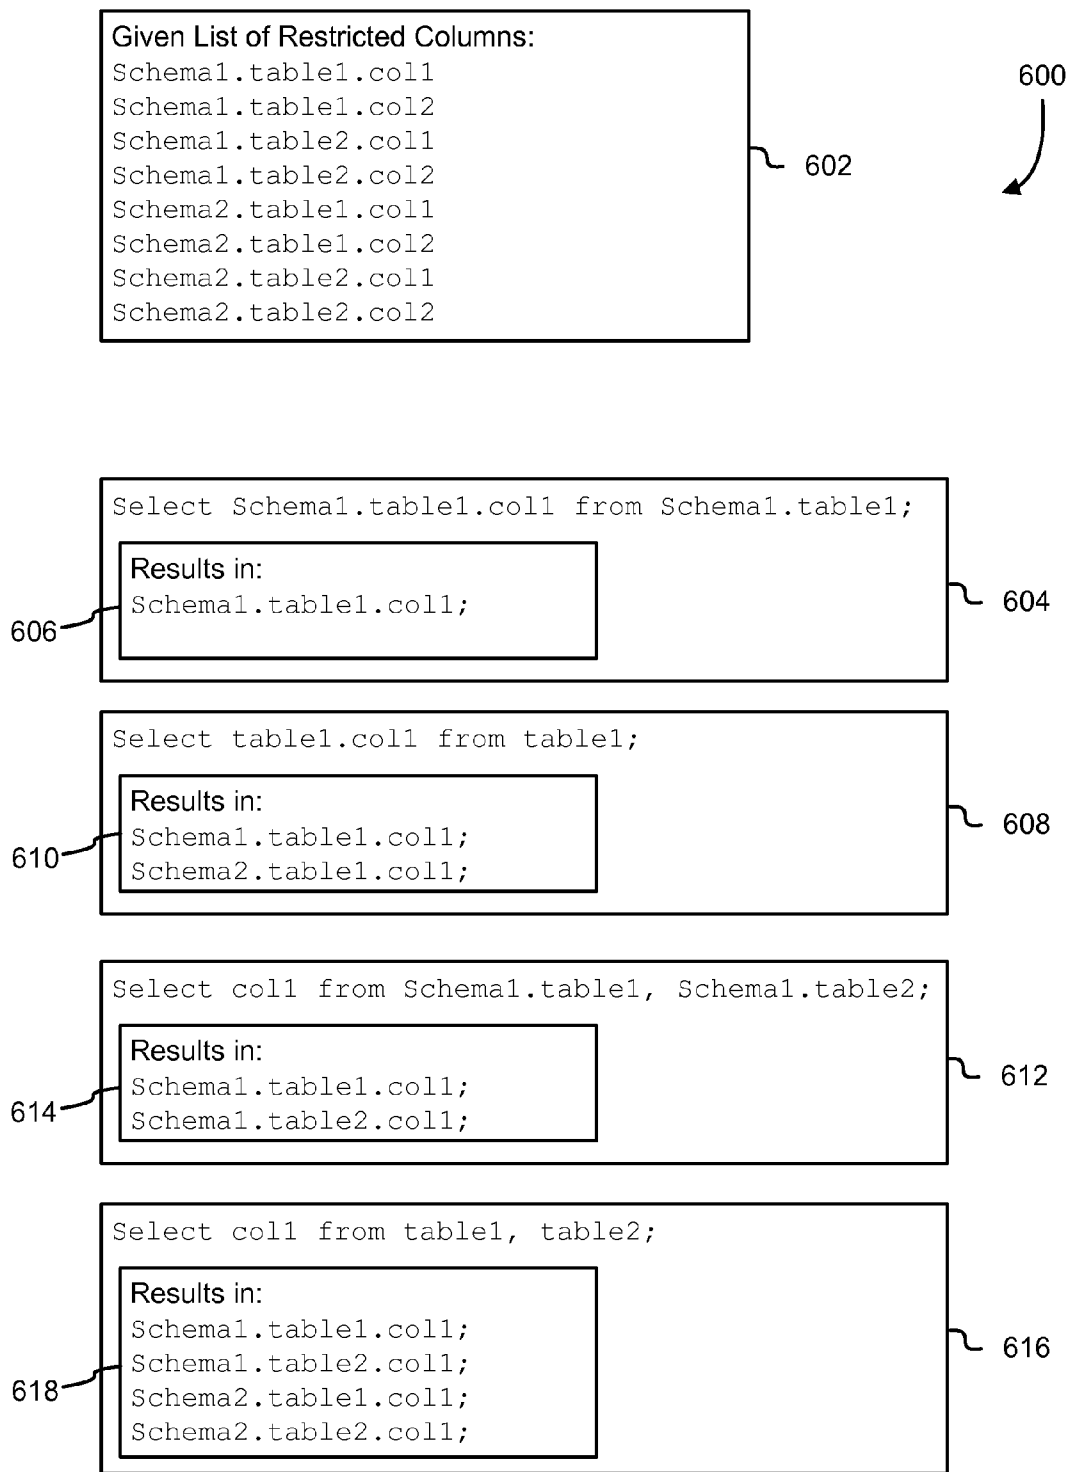 Given List of Restricted Columns:
Schema1.table1.col1
Schema1.table1.col2
Schema1.table2.col1
Schema1.table2.col2
Schema2.table1.col1
Schema2.table1.col2
Schema2.table2.col1
Schema2.table2.col2
602
600
Select Schema1.table1.col1 from Schema1.table1;
Results in:
Schema1.table1.col1;
606
604
Select table1.col1 from table1;
Results in:
Schema1.table1.col1;
Schema2.table1.col1;
610
608
Select col1 from Schema1.table1, Schema1.table2;
Results in:
Schema1.table1.col1;
Schema1.table2.col1;
614
612
Select col1 from table1, table2;
Results in:
Schema1.table1.col1;
Schema1.table2.col1;
Schema2.table1.col1;
Schema2.table2.col1;
618
616